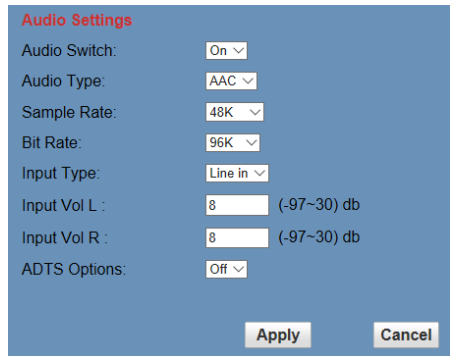 Audio Settings
Audio Switch: On
Audio Type: AAC
Sample Rate: 48K
Bit Rate: 96K
Input Type: Line in
Input Vol L : 8 (-97~30) db
Input Vol R : 8 (-97~30) db
ADTS Options: Off
Apply Cancel